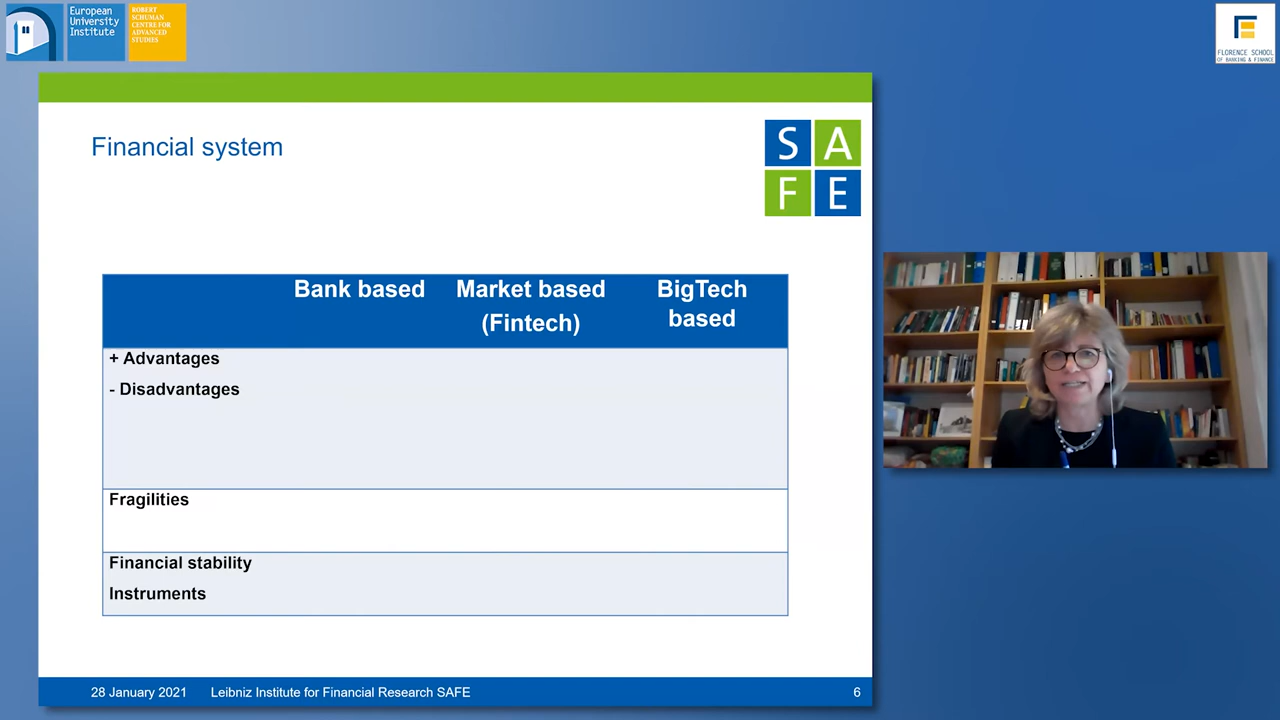 European
University
Institute
ROBERT
SCHUMAN
CENTRE FOR
ADVANCED
STUDIES
FLORENCE SCHOOL
OF BANKING & FINANCE
Financial system
S A
F E
Bank based Market based BigTech
(Fintech) based
+ Advantages
- Disadvantages
Fragilities
Financial stability
Instruments
28 January 2021 Leibniz Institute for Financial Research SAFE 6